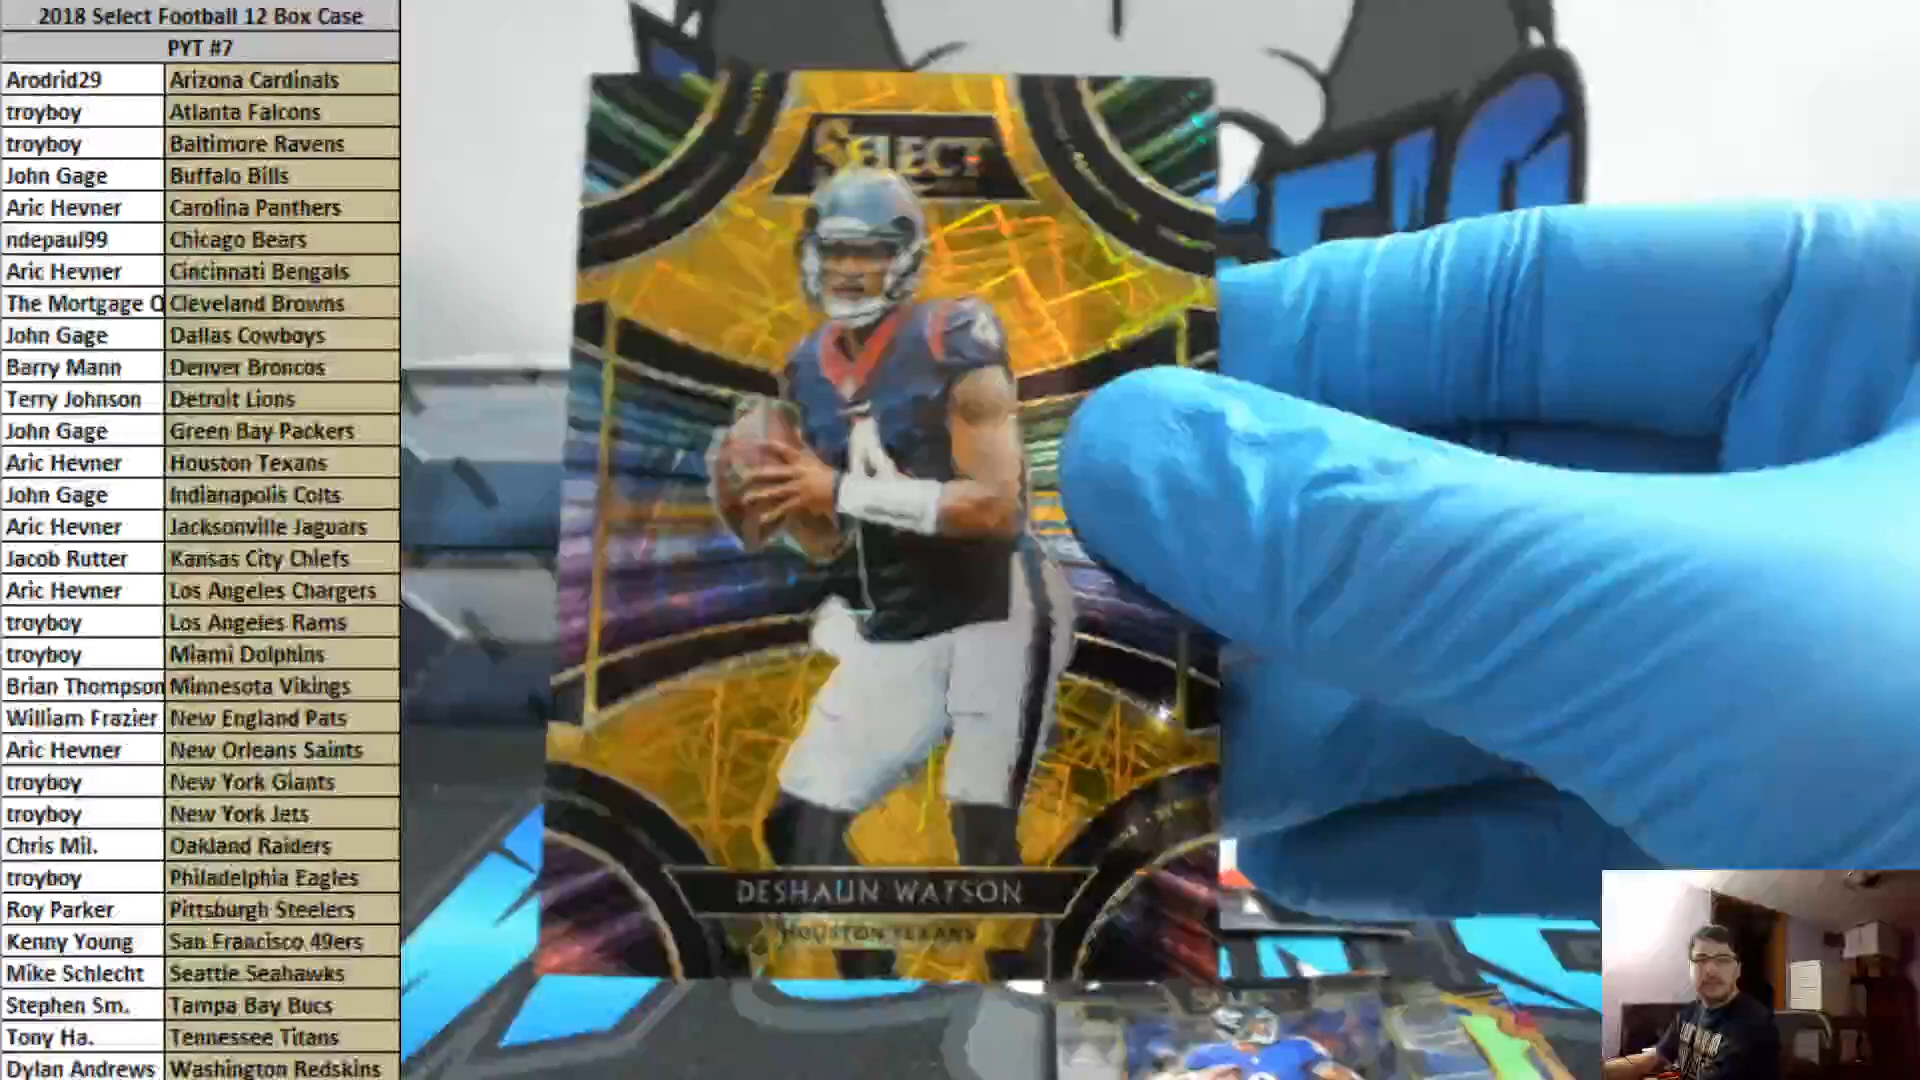 2018 Select Football 12 Box Case
PYT #7
Arodrid29 Arizona Cardinals
troyboy Atlanta Falcons
troyboy Baltimore Ravens
John Gage Buffalo Bills
Aric Hevner Carolina Panthers
ndepaul99 Chicago Bears
Aric Hevner Cincinnati Bengals
The Mortgage Cleveland Browns
John Gage Dallas Cowboys
Barry Mann Denver Broncos
Terry Johnson Detroit Lions
John Gage Green Bay Packers
Aric Hevner Houston Texans
John Gage Indianapolis Colts
Aric Hevner Jacksonville Jaguars
Jacob Rutter Kansas City Chiefs
Aric Hevner Los Angeles Chargers
troyboy Los Angeles Rams
troyboy Miami Dolphins
Brian Thompson Minnesota Vikings
William Frazier New England Pats
Aric Hevner New Orleans Saints
troyboy New York Giants
troyboy New York Jets
Chris Mil. Oakland Raiders
troyboy Philadelphia Eagles
Roy Parker Pittsburgh Steelers
Kenny Young San Francisco 49ers
Mike Schlecht Seattle Seahawks
Stephen Sm. Tampa Bay Bucs
Tony Ha. Tennessee Titans
Dylan Andrews Washington Redskins
SELECT
DESHAUN WATSON
HOUSTON TEXANS